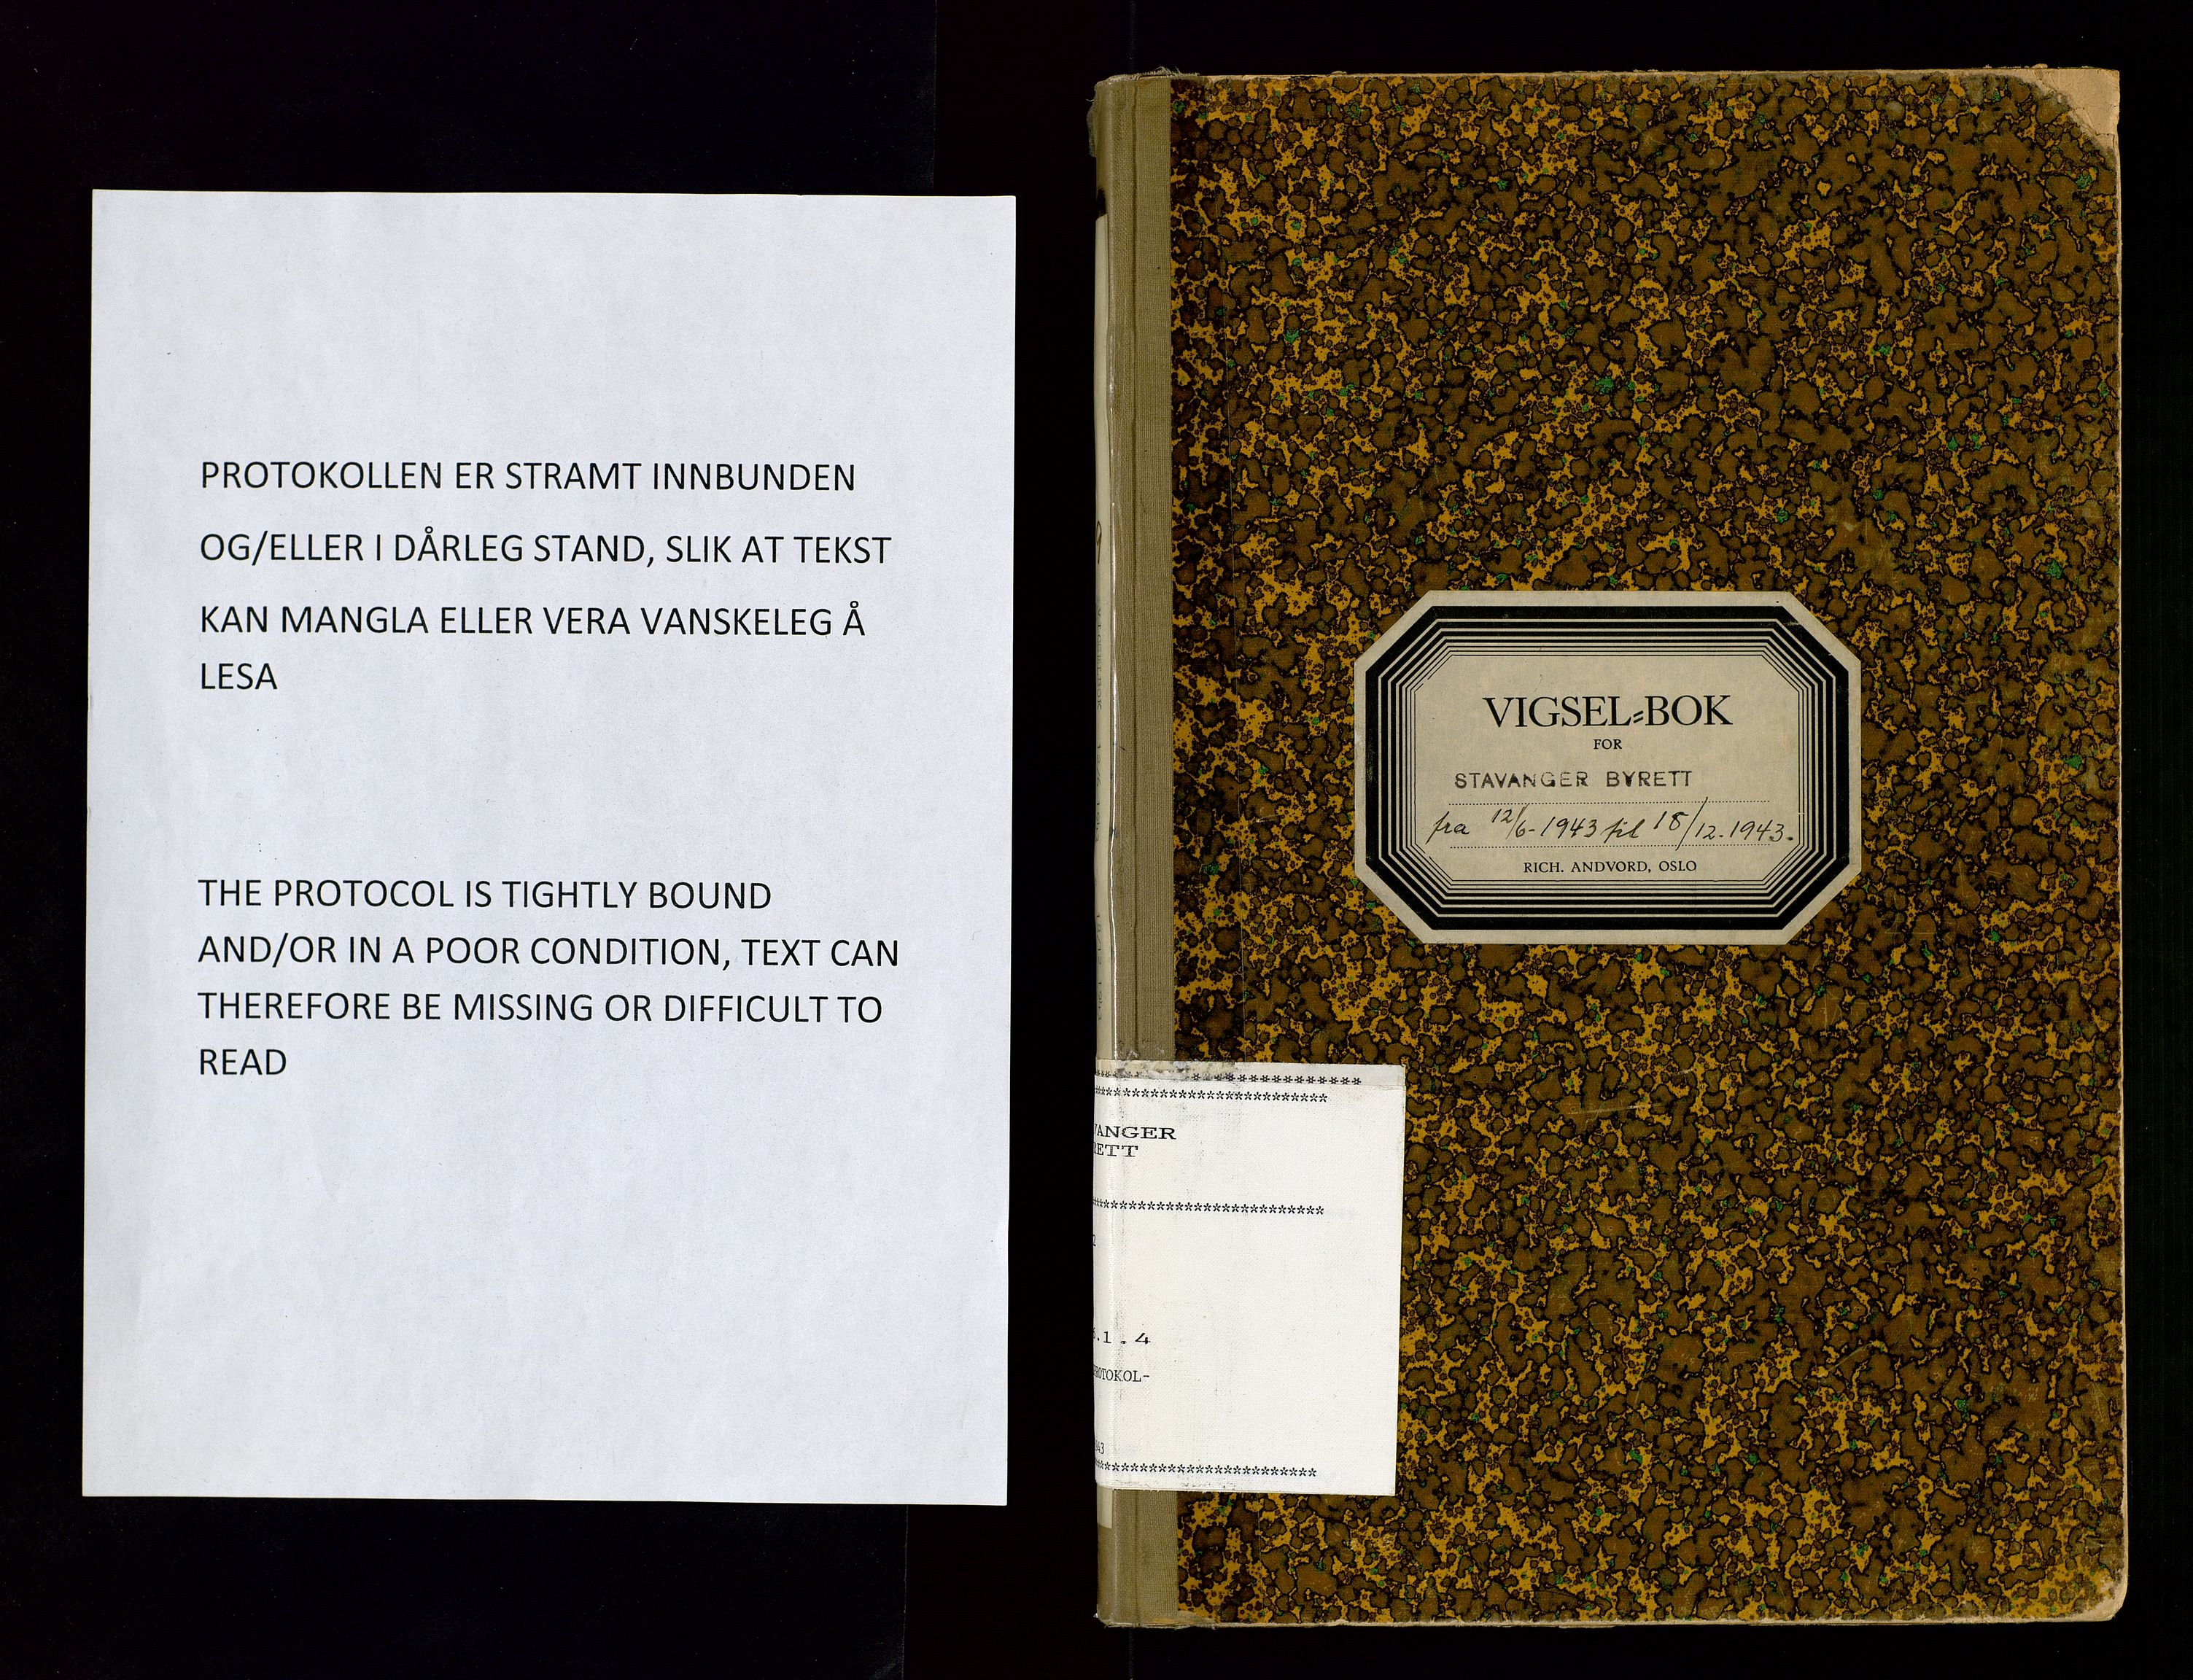 PROTOKOLLEN ER STRAMT INNBUNDEN
OG/ELLER I DÅRLEG STAND, SLIK AT TEKST
KAN MANGLA ELLER VERA VANSKELEG Å
LESA
THE PROTOCOL IS TIGHTLY BOUND
AND/OR IN A POOR CONDITION, TEXT CAN
THEREFORE BE MISSING OR DIFFICULT TO
READ
VIGSEL=BOK
FOR
STAVANGER BYRETT
fra 12/6-1943 til 18/12.1943.
RICH. ANDVORD, OSLO
VANGER
RETT
.1.4
PROTOKOL-